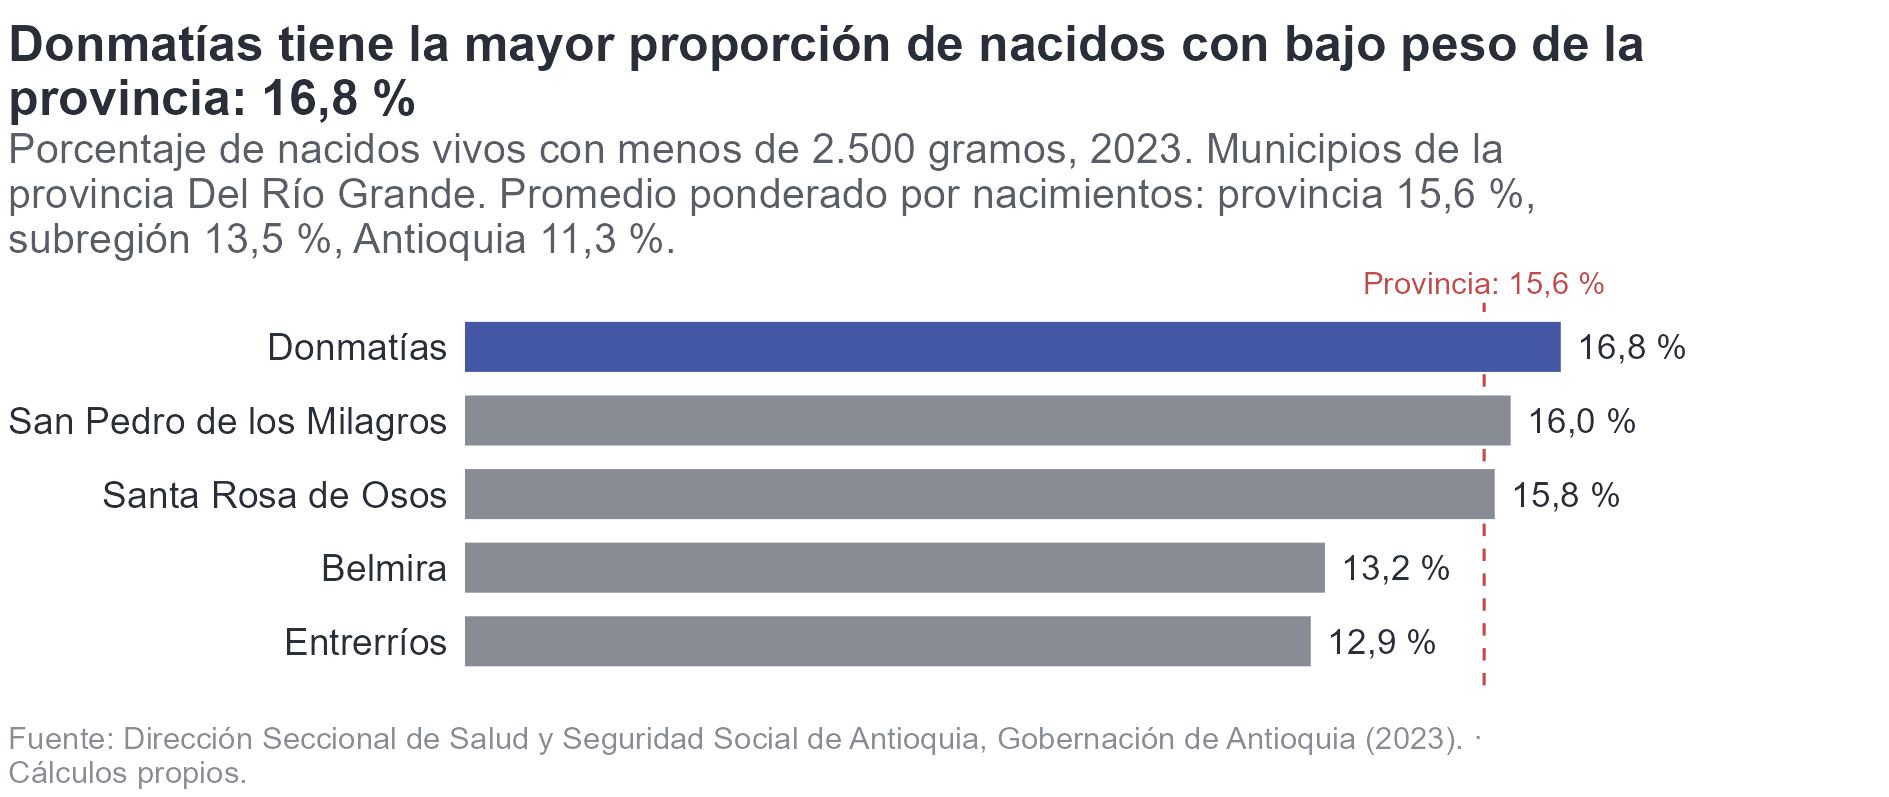 Donmatías tiene la mayor proporción de nacidos con bajo peso de la
provincia: 16,8 %
Porcentaje de nacidos vivos con menos de 2.500 gramos, 2023. Municipios de la
provincia Del Río Grande. Promedio ponderado por nacimientos: provincia 15,6 %,
subregión 13,5 %, Antioquia 11,3 %.
Provincia: 15,6 %
Donmatías 16,8 %
San Pedro de los Milagros 16,0 %
Santa Rosa de Osos 15,8 %
Belmira 13,2 %
Entrerríos 12,9 %
Fuente: Dirección Seccional de Salud y Seguridad Social de Antioquia, Gobernación de Antioquia (2023). ·
Cálculos propios.